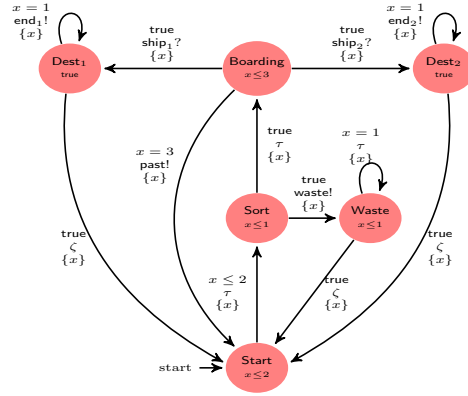 x = 1
end₁!
{x}
x = 1
end₂!
{x}
true
ship₁?
{x}
true
ship₂?
{x}
Dest₁
true
Boarding
x≤3
Dest₂
true
x = 3
past!
{x}
true
τ
{x}
x = 1
τ
{x}
true
waste!
{x}
Sort
x≤1
Waste
x≤1
true
ζ
{x}
x ≤ 2
τ
{x}
true
ζ
{x}
true
ζ
{x}
start
Start
x≤2